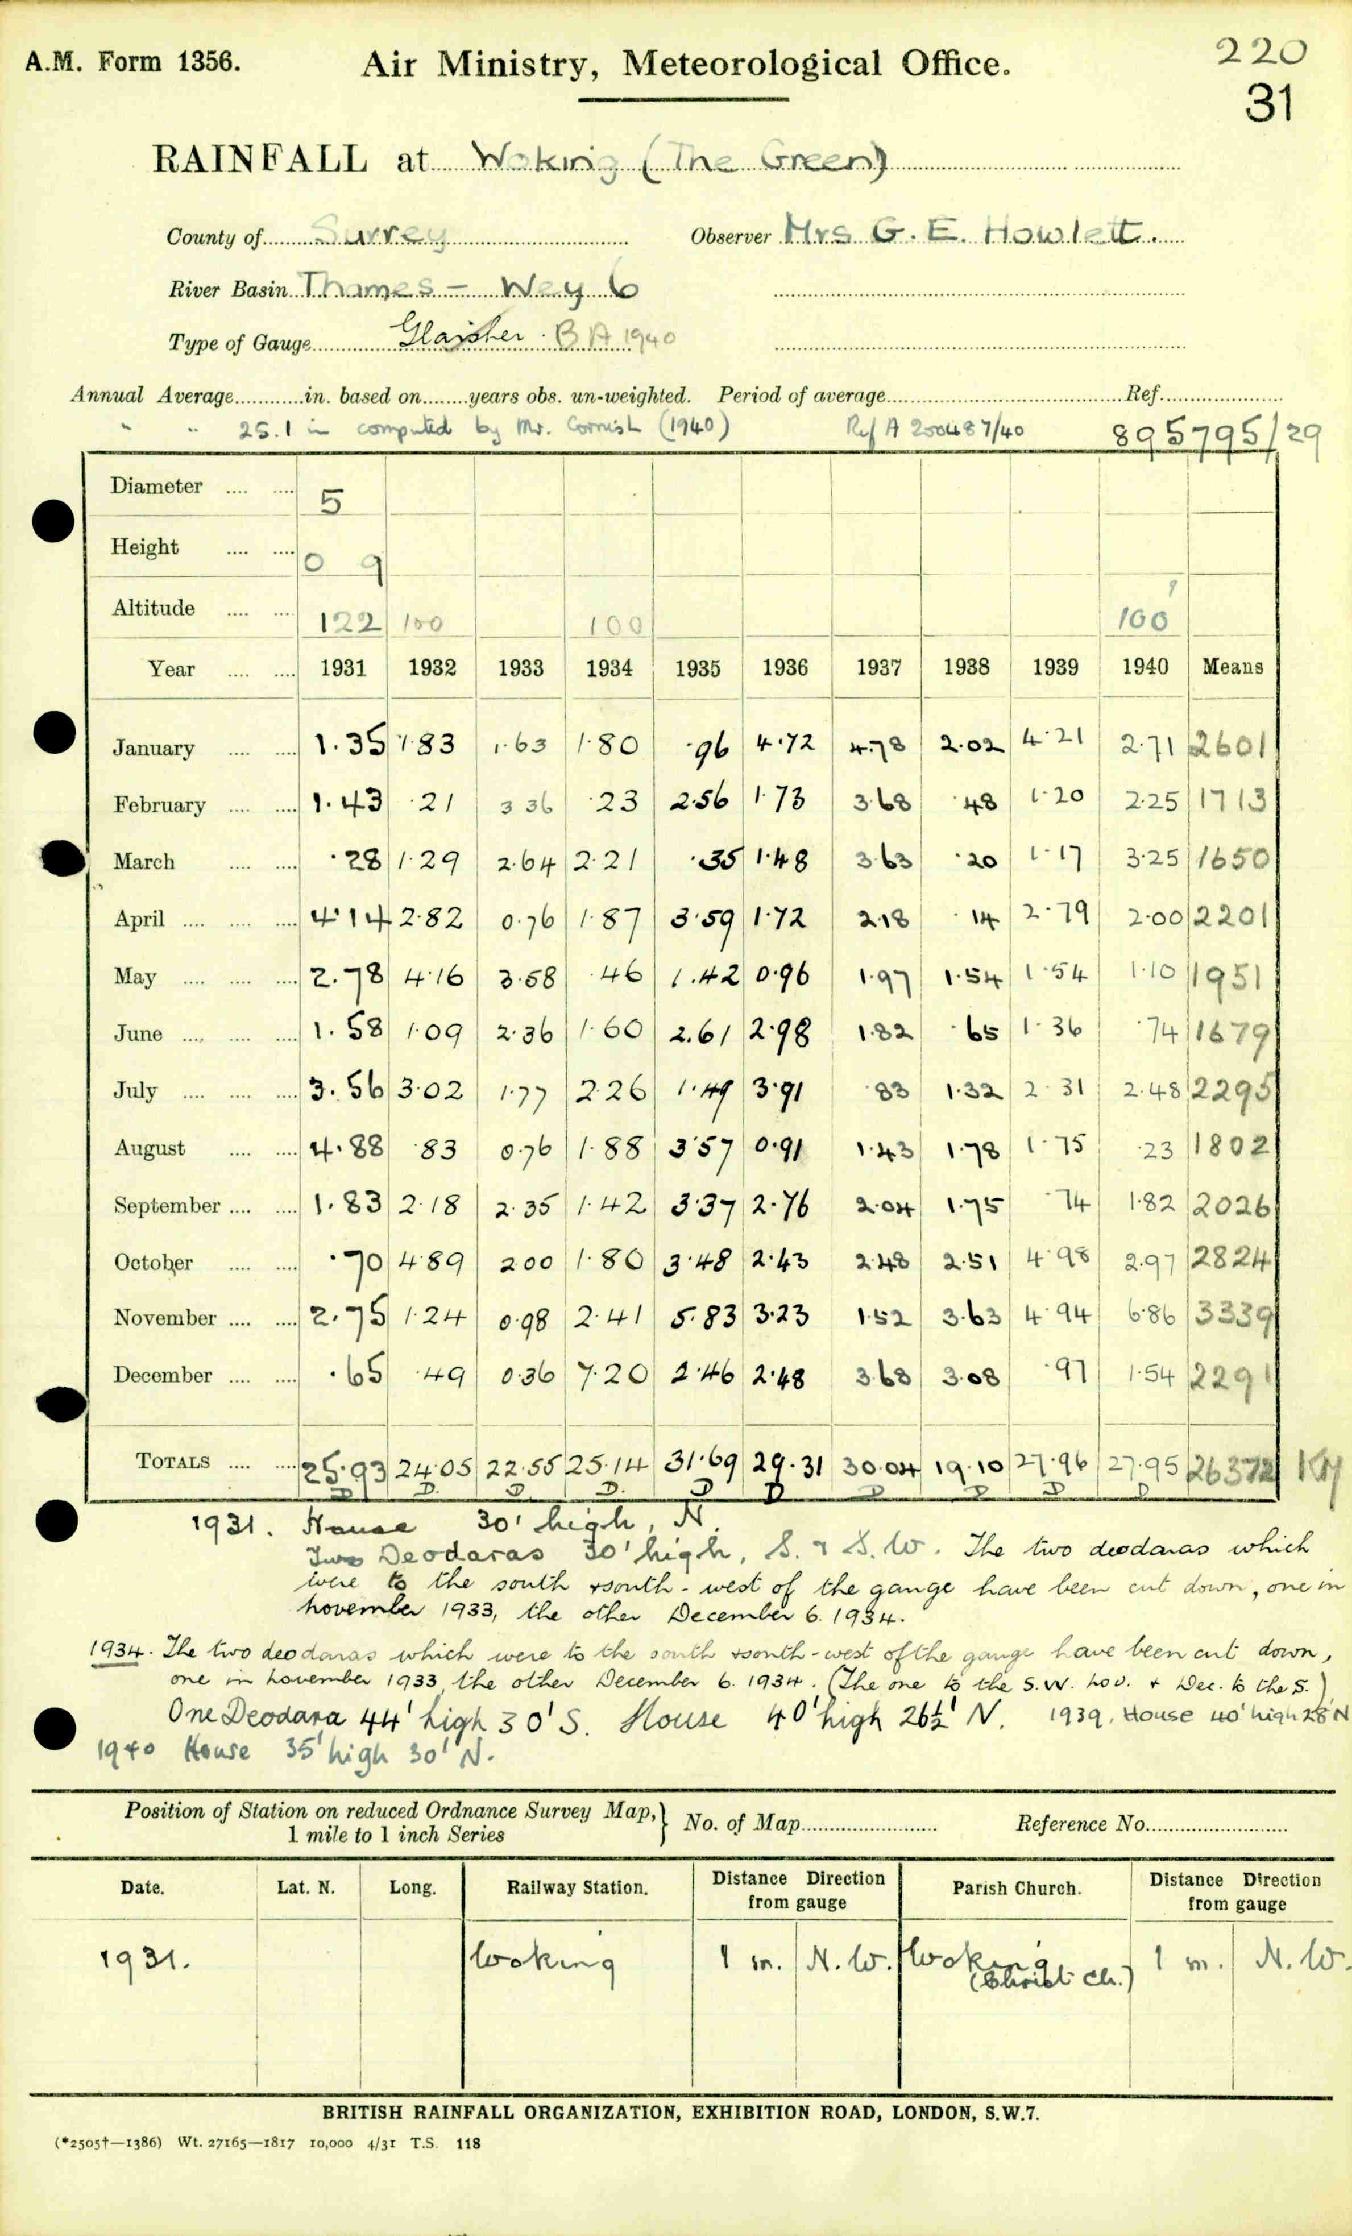 A.M. Form 1356. Air Ministry, Meteorological Office. 220
31
RAINFALL at Woking (The Green)
County of Surrey Observer Mrs G. E. Howlett.
River Basin Thames - Wey 6
Type of Gauge Glaisher. BA 1940
Annual Average in. based on years obs. un-weighted. Period of average Ref.
" " 25.1 in computed by Mr. Cornish (1940) Ref A 200487/40 895795/29
Diameter 5
Height 0 9
Altitude 122 100 100 100 ?
Year 1931 1932 1933 1934 1935 1936 1937 1938 1939 1940 Means
January 1.35 1.83 1.63 1.80 .96 4.72 4.78 2.02 4.21 2.71 2601
February 1.43 .21 3 36 .23 2.56 1.73 3.68 .48 1.20 2.25 1713
March .28 1.29 2.64 2.21 .35 1.48 3.63 .20 1.17 3.25 1650
April 4.14 2.82 0.76 1.87 3.59 1.72 2.18 .14 2.79 2.00 2201
May 2.78 4.16 3.58 .46 1.42 0.96 1.97 1.54 1.54 1.10 1951
June 1.58 1.09 2.36 1.60 2.61 2.98 1.82 .65 1.36 .74 1679
July 3.56 3.02 1.77 2.26 1.49 3.91 .83 1.32 2.31 2.48 2295
August 4.88 .83 0.76 1.88 3.57 0.91 1.43 1.78 1.75 .23 1802
September 1.83 2.18 2.35 1.42 3.37 2.76 2.04 1.75 .74 1.82 2026
October .70 4.89 2.00 1.80 3.48 2.43 2.48 2.51 4.98 2.97 2824
November 2.75 1.24 0.98 2.41 5.83 3.23 1.52 3.63 4.94 6.86 3339
December .65 .49 0.36 7.20 2.46 2.48 3.68 3.08 .97 1.54 2291
TOTALS 25.93 24.05 22.55 25.14 31.69 29.31 30.04 19.10 27.96 27.95 26372 KM
D D. D. D. D D D D D D
1931. House 30' high, N.
Two Deodaras 30' high, S. & S.W. The two deodaras which
were to the south & south-west of the gauge have been cut down, one in
november 1933, the other December 6. 1934.
1934. The two deodaras which were to the south & south-west of the gauge have been cut down,
one in november 1933, the other December 6. 1934. (The one to the S.W. nov. & Dec. to the S.)
One Deodara 44' high 30' S. House 40' high 26½' N. 1939. House 40' high 28' N
1940 House 35' high 30' N.
Position of Station on reduced Ordnance Survey Map,} No. of Map Reference No.
1 mile to 1 inch Series
Date. Lat. N. Long. Railway Station. Distance Direction from gauge Parish Church. Distance Direction from gauge
1931. Woking 1 m. N.W. Woking (Christ Ch.) 1 m. N.W.
BRITISH RAINFALL ORGANIZATION, EXHIBITION ROAD, LONDON, S.W.7.
(*2505†—1386) Wt. 27165—1817 10,000 4/31 T.S. 118